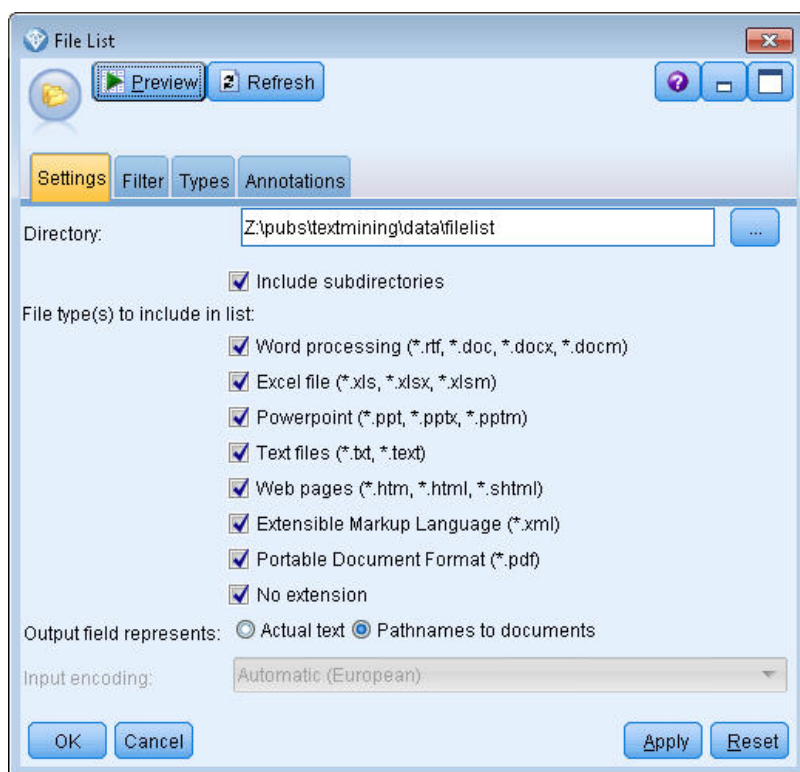 File List
Preview Refresh
Settings Filter Types Annotations
Directory: Z:\pubs\textmining\data\filelist ...
Include subdirectories
File type(s) to include in list:
Word processing (*.rtf, *.doc, *.docx, *.docm)
Excel file (*.xls, *.xlsx, *.xlsm)
Powerpoint (*.ppt, *.pptx, *.pptm)
Text files (*.txt, *.text)
Web pages (*.htm, *.html, *.shtml)
Extensible Markup Language (*.xml)
Portable Document Format (*.pdf)
No extension
Output field represents: Actual text Pathnames to documents
Input encoding: Automatic (European)
OK Cancel Apply Reset